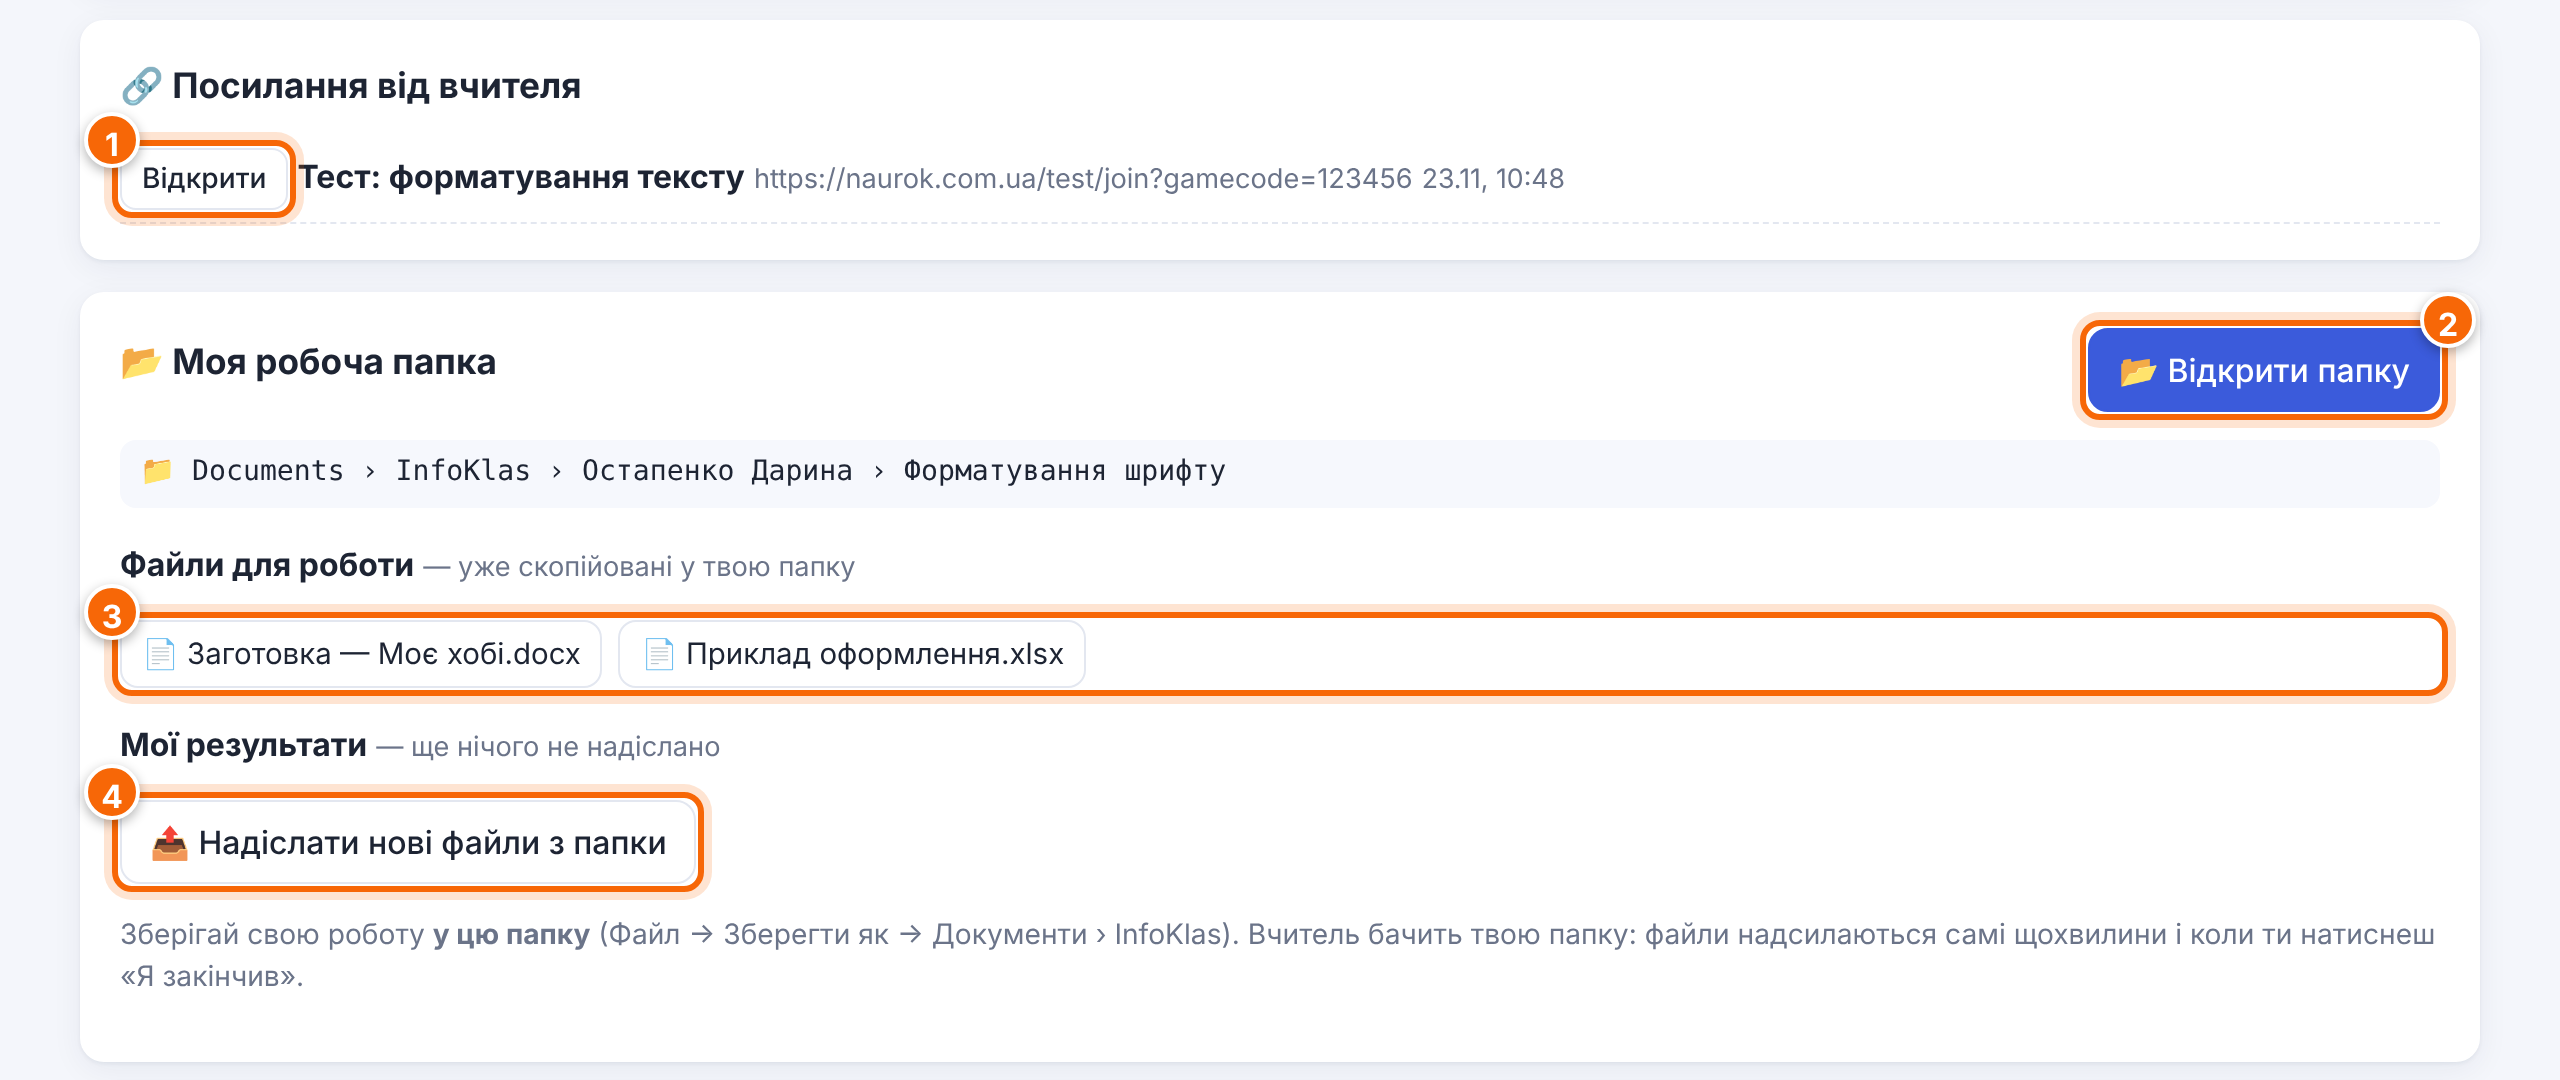 🔗 Посилання від вчителя
1
Відкрити Тест: форматування тексту https://naurok.com.ua/test/join?gamecode=123456 23.11, 10:48
2
📂 Моя робоча папка
📂 Відкрити папку
📁 Documents › InfoKlas › Остапенко Дарина › Форматування шрифту
Файли для роботи — уже скопійовані у твою папку
3
📄 Заготовка — Моє хобі.docx 📄 Приклад оформлення.xlsx
Мої результати — ще нічого не надіслано
4
📤 Надіслати нові файли з папки
Зберігай свою роботу у цю папку (Файл → Зберегти як → Документи › InfoKlas). Вчитель бачить твою папку: файли надсилаються самі щохвилини і коли ти натиснеш
«Я закінчив».